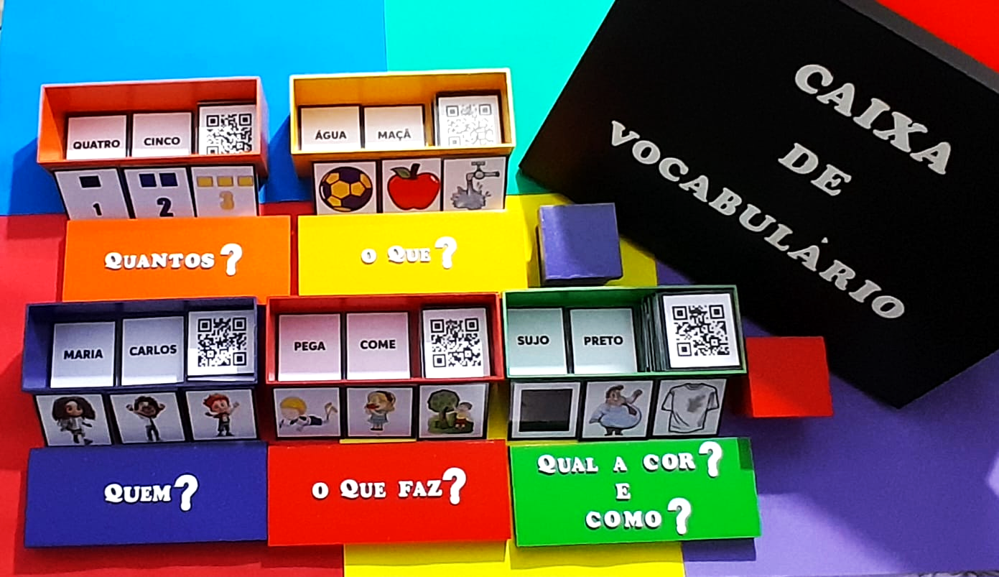 CAIXA
DE
VOCABULÁRIO
QUATRO
CINCO
1
2
3
QUANTOS?
ÁGUA
MAÇÃ
O QUE?
MARIA
CARLOS
QUEM?
PEGA
COME
O QUE FAZ?
SUJO
PRETO
QUAL A COR?
E
COMO?